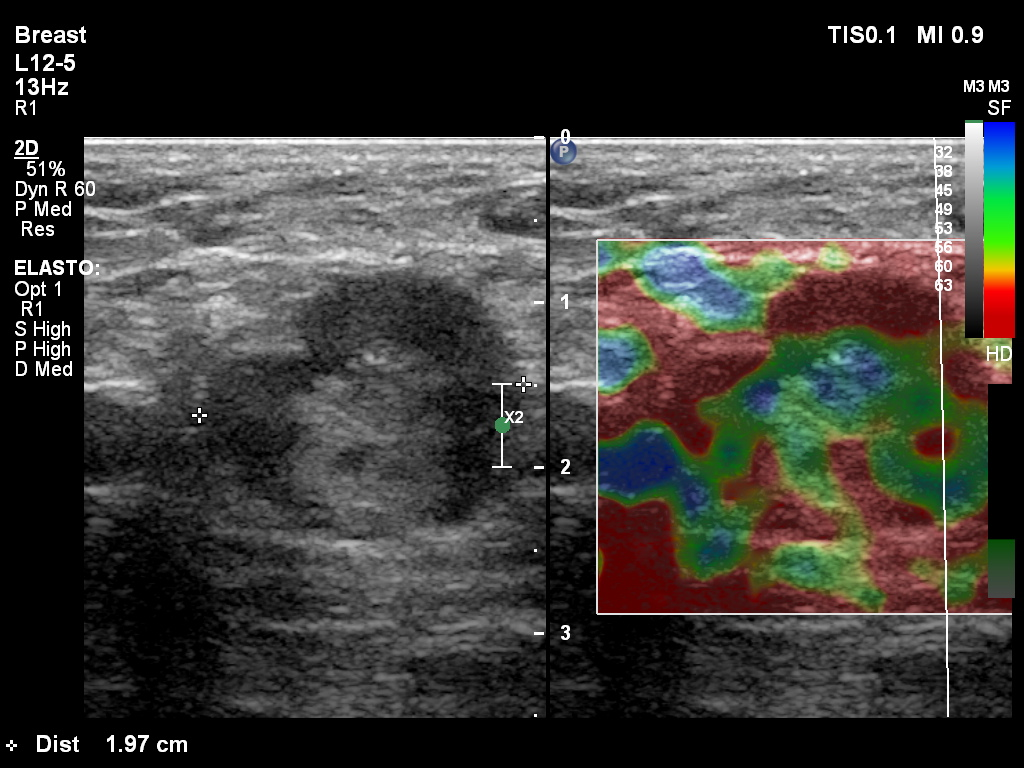 Breast
L12-5
13Hz
R1
TIS0.1 MI 0.9
M3 M3
SF
2D
51%
Dyn R 60
P Med
Res
ELASTO:
Opt 1
R1
S High
P High
D Med
P
0
1
2
3
X2
32
38
45
49
53
56
60
63
HD
Dist 1.97 cm